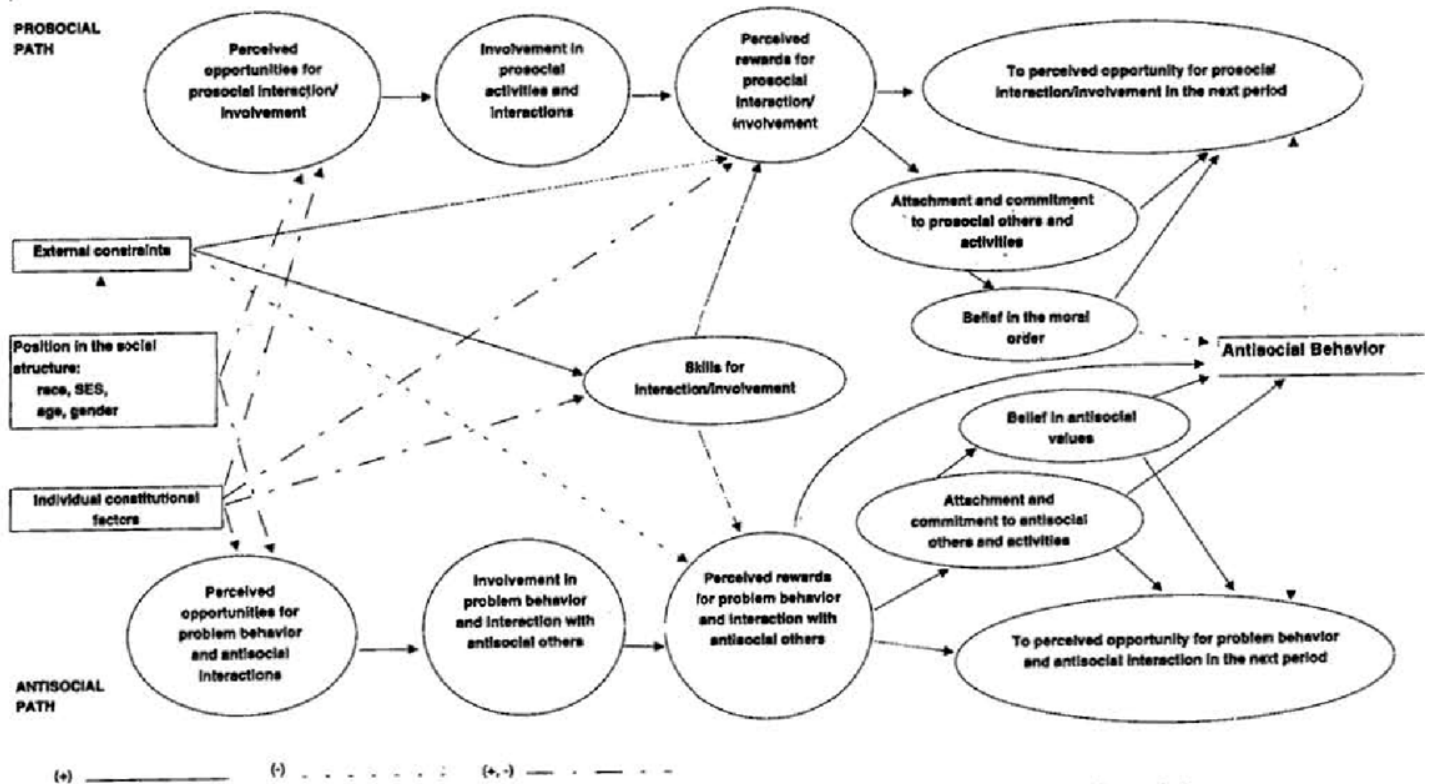 PROSOCIAL
PATH
Perceived
opportunities for
prosocial interaction/
involvement
Involvement in
prosocial
activities and
interactions
Perceived
rewards for
prosocial
interaction/
involvement
To perceived opportunity for prosocial
interaction/involvement in the next period
Attachment and commitment
to prosocial others and
activities
External constraints
Belief in the moral
order
Position in the social
structure:
race, SES,
age, gender
Skills for
interaction/involvement
Antisocial Behavior
Belief in antisocial
values
Individual constitutional
factors
Attachment and
commitment to antisocial
others and activities
Perceived
opportunities for
problem behavior
and antisocial
interactions
Involvement in
problem behavior
and interaction with
antisocial others
Perceived rewards
for problem behavior
and interaction with
antisocial others
To perceived opportunity for problem behavior
and antisocial interaction in the next period
ANTISOCIAL
PATH
(+)
(-)
(+, -)